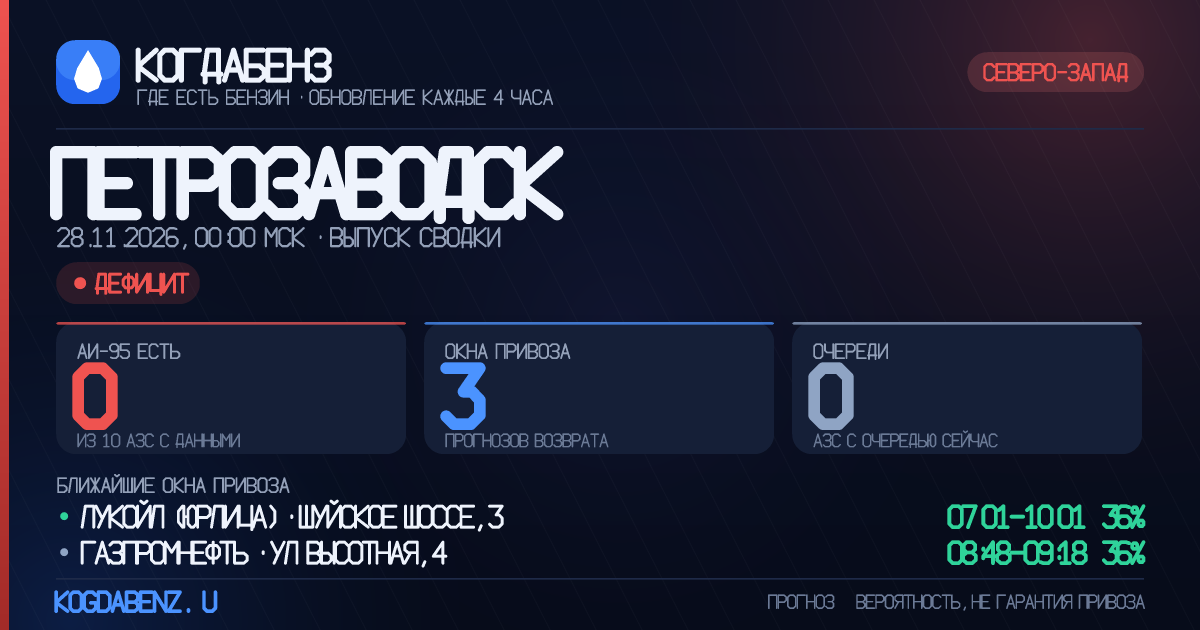 КОГДАБЕНЗ
ГДЕ ЕСТЬ БЕНЗИН · ОБНОВЛЕНИЕ КАЖДЫЕ 4 ЧАСА
СЕВЕРО-ЗАПАД
ПЕТРОЗАВОДСК
28.11 2026, 00:00 МСК · ВЫПУСК СВОДКИ
• ДЕФИЦИТ
АИ-95 ЕСТЬ
0
ИЗ 10 АЗС С ДАННЫМИ
ОКНА ПРИВОЗА
3
ПРОГНОЗОВ ВОЗВРАТА
ОЧЕРЕДИ
0
АЗС С ОЧЕРЕДЬЮ СЕЙЧАС
БЛИЖАЙШИЕ ОКНА ПРИВОЗА
• ЛУКОЙЛ (ЮРЛИЦА) · ШУЙСКОЕ ШОССЕ, 3 07 01-10 01 36%
• ГАЗПРОМНЕФТЬ · УЛ ВЫСОТНАЯ, 4 08:48-09:18 36%
KOGDABENZ. U
ПРОГНОЗ ВЕРОЯТНОСТЬ, НЕ ГАРАНТИЯ ПРИВОЗА